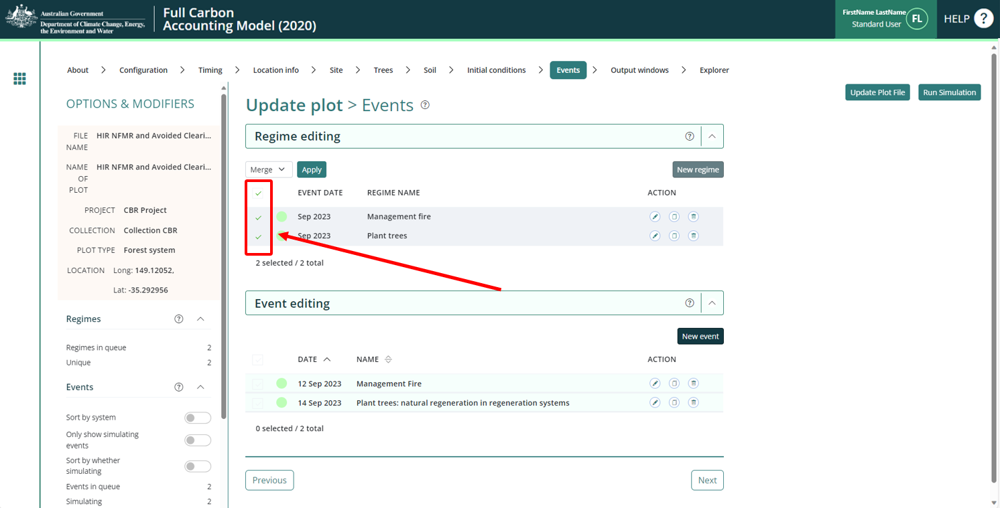 Australian Government
Department of Climate Change, Energy,
the Environment and Water
Full Carbon
Accounting Model (2020)
FirstName LastName
Standard User
FL
HELP ?
About > Configuration > Timing > Location info > Site > Trees > Soil > Initial conditions > Events > Output windows > Explorer
Update Plot File Run Simulation
OPTIONS & MODIFIERS
FILE NAME HIR NFMR and Avoided Cleari...
NAME OF PLOT HIR NFMR and Avoided Cleari...
PROJECT CBR Project
COLLECTION Collection CBR
PLOT TYPE Forest system
LOCATION Long: 149.12052,
Lat: -35.292956
Regimes ?
Regimes in queue 2
Unique 2
Events ?
Sort by system
Only show simulating
events
Sort by whether
simulating
Events in queue 2
Simulating 2
Update plot > Events ?
Regime editing ?
Merge Apply New regime
EVENT DATE REGIME NAME ACTION
Sep 2023 Management fire
Sep 2023 Plant trees
2 selected / 2 total
Event editing ?
New event
DATE NAME ACTION
12 Sep 2023 Management Fire
14 Sep 2023 Plant trees: natural regeneration in regeneration systems
0 selected / 2 total
Previous Next